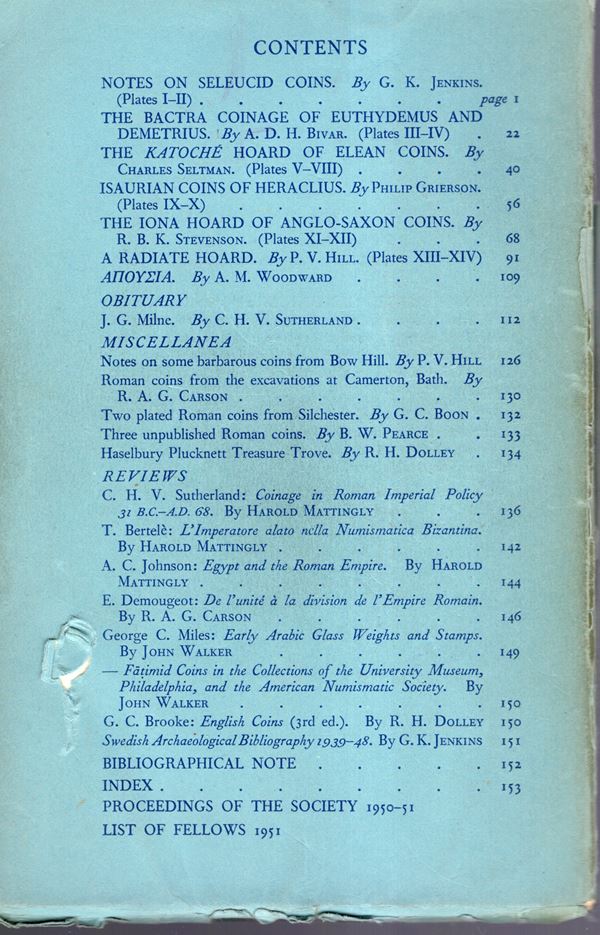 CONTENTS
NOTES ON SELEUCID COINS. By G. K. JENKINS.
(Plates I–II) . . . . . . . page 1
THE BACTRA COINAGE OF EUTHYDEMUS AND
DEMETRIUS. By A. D. H. BIVAR. (Plates III–IV) . 22
THE KATOCHÉ HOARD OF ELEAN COINS. By
CHARLES SELTMAN. (Plates V–VIII) . . . . 40
ISAURIAN COINS OF HERACLIUS. By PHILIP GRIERSON.
(Plates IX–X) . . . . . . . 56
THE IONA HOARD OF ANGLO-SAXON COINS. By
R. B. K. STEVENSON. (Plates XI–XII) . . . 68
A RADIATE HOARD. By P. V. HILL. (Plates XIII–XIV) 91
ΑΠΟΥΣΙΑ. By A. M. WOODWARD . . . . 109
OBITUARY
J. G. Milne. By C. H. V. SUTHERLAND . . . . 112
MISCELLANEA
Notes on some barbarous coins from Bow Hill. By P. V. HILL 126
Roman coins from the excavations at Camerton, Bath. By
R. A. G. CARSON . . . . . . . 130
Two plated Roman coins from Silchester. By G. C. BOON . 132
Three unpublished Roman coins. By B. W. PEARCE . . 133
Haselbury Plucknett Treasure Trove. By R. H. DOLLEY . 134
REVIEWS
C. H. V. Sutherland: Coinage in Roman Imperial Policy
31 B.C.–A.D. 68. By HAROLD MATTINGLY . . . 136
T. Bertelè: L'Imperatore alato nella Numismatica Bizantina.
By HAROLD MATTINGLY . . . . . . 142
A. C. Johnson: Egypt and the Roman Empire. By HAROLD
MATTINGLY . . . . . . . . 144
E. Demougeot: De l'unité à la division de l'Empire Romain.
By R. A. G. CARSON . . . . . . 146
George C. Miles: Early Arabic Glass Weights and Stamps.
By JOHN WALKER . . . . . . . 149
— Fāṭimid Coins in the Collections of the University Museum,
Philadelphia, and the American Numismatic Society. By
JOHN WALKER . . . . . . . 150
G. C. Brooke: English Coins (3rd ed.). By R. H. DOLLEY 150
Swedish Archaeological Bibliography 1939–48. By G. K. JENKINS 151
BIBLIOGRAPHICAL NOTE . . . . . 152
INDEX . . . . . . . . . 153
PROCEEDINGS OF THE SOCIETY 1950–51
LIST OF FELLOWS 1951